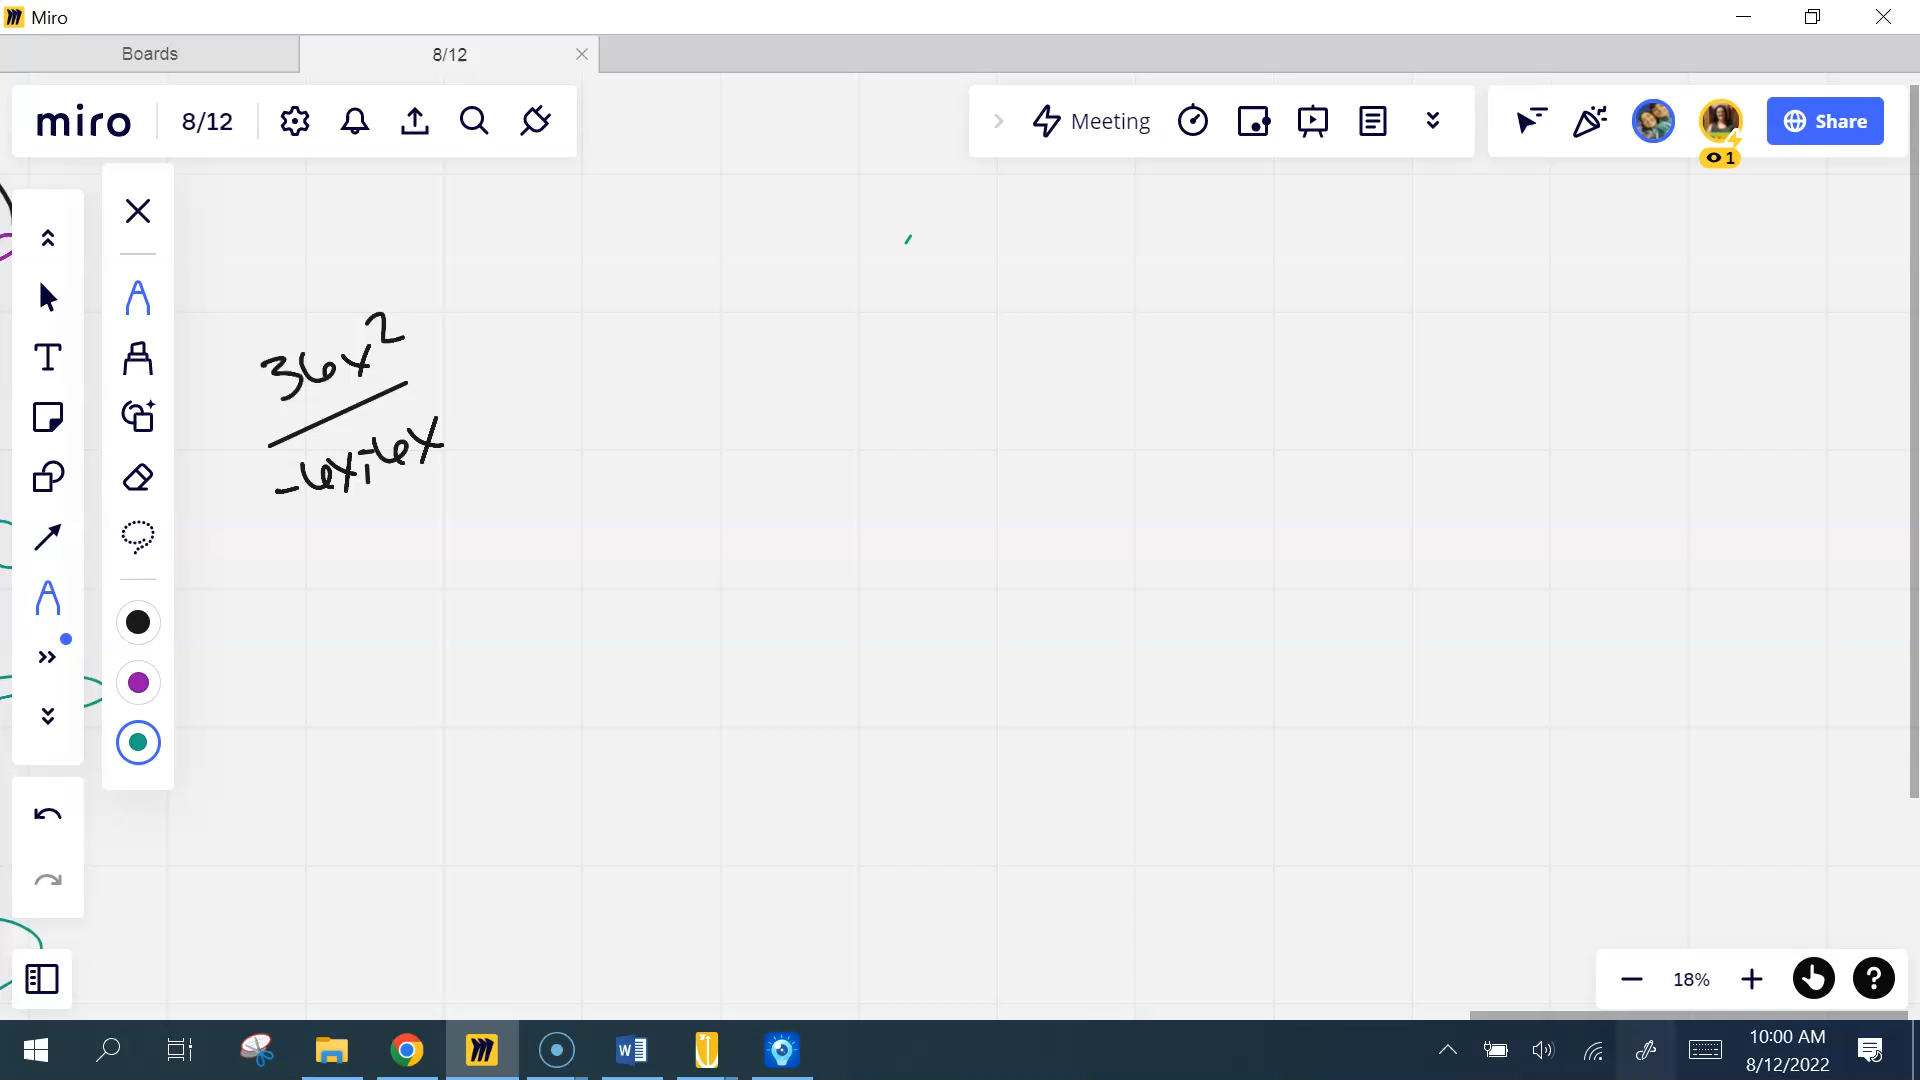 Miro
Boards
8/12
miro
8/12
Meeting
Share
1
36x²
-6x;-6x
18%
10:00 AM
8/12/2022